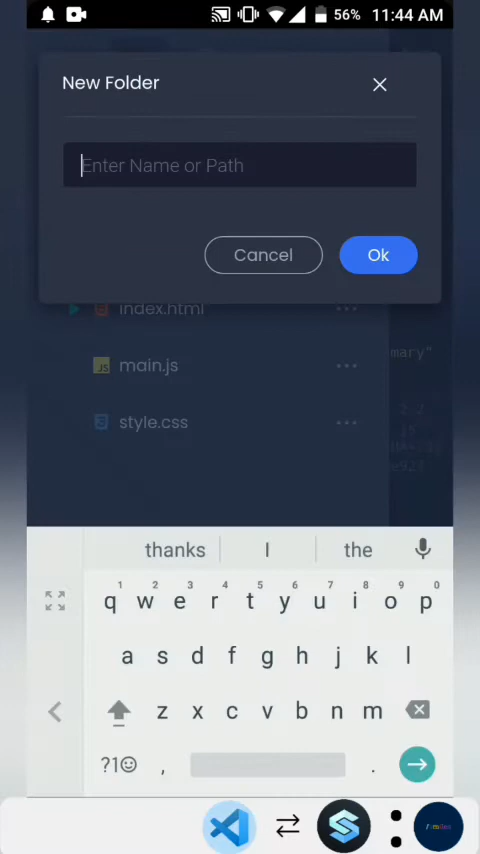 56% 11:44 AM
New Folder
Enter Name or Path
Cancel Ok
index.html
mary"
main.js
style.css
thanks I the
1 2 3 4 5 6 7 8 9 0
q w e r t y u i o p
a s d f g h j k l
z x c v b n m
?1☺ , .